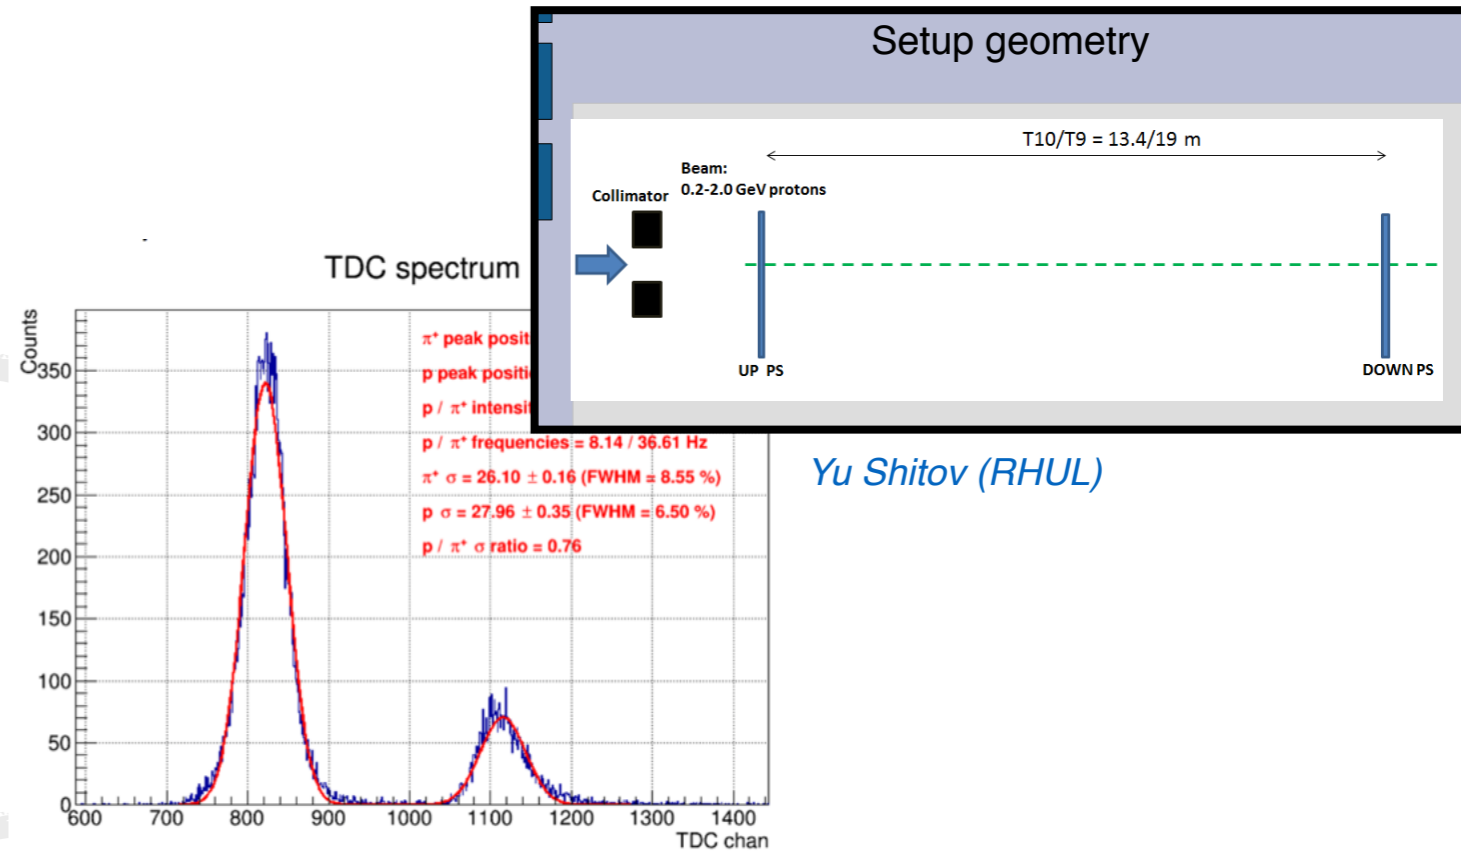 Setup geometry
T10/T9 = 13.4/19 m
Beam:
0.2-2.0 GeV protons
Collimator
UP PS
DOWN PS
Yu Shitov (RHUL)
TDC spectrum
Counts
π⁺ peak posit
p peak positi
p / π⁺ intensit
p / π⁺ frequencies = 8.14 / 36.61 Hz
π⁺ σ = 26.10 ± 0.16 (FWHM = 8.55 %)
p σ = 27.96 ± 0.35 (FWHM = 6.50 %)
p / π⁺ σ ratio = 0.76
350
300
250
200
150
100
50
0
600 700 800 900 1000 1100 1200 1300 1400
TDC chan